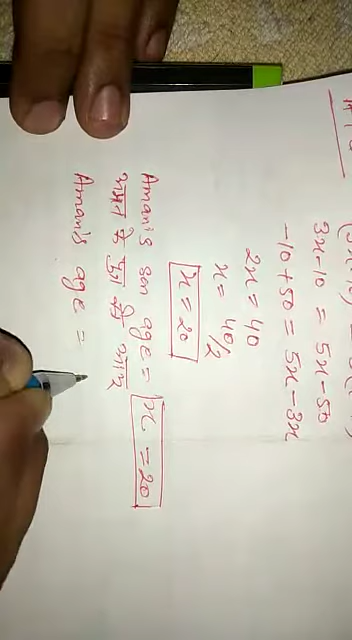 3x-10 = 5x-50
-10+50 = 5x-3x
2x = 40
x = 40/2
x = 20
Aman's son age = x = 20
अमन के पुत्र की आयु
Aman's age =